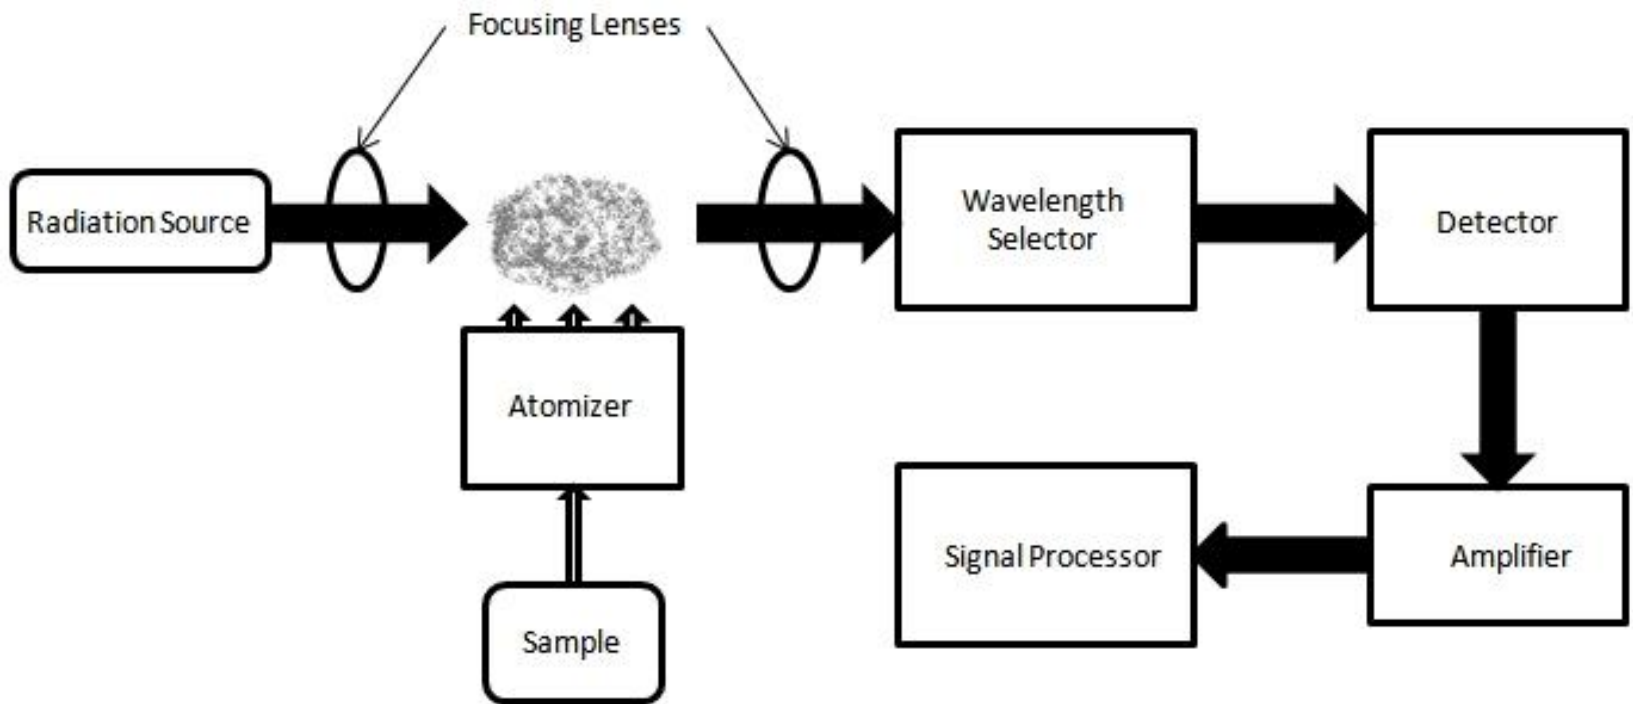 Focusing Lenses
Radiation Source
Wavelength
Selector
Detector
Atomizer
Signal Processor
Amplifier
Sample